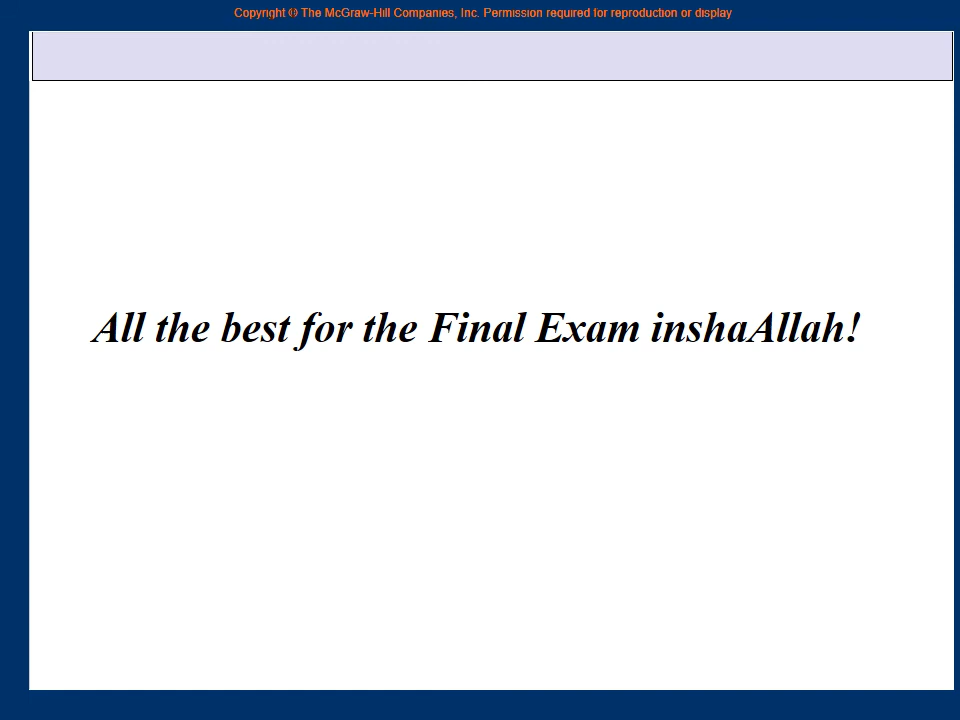 Copyright © The McGraw-Hill Companies, Inc. Permission required for reproduction or display
All the best for the Final Exam inshaAllah!